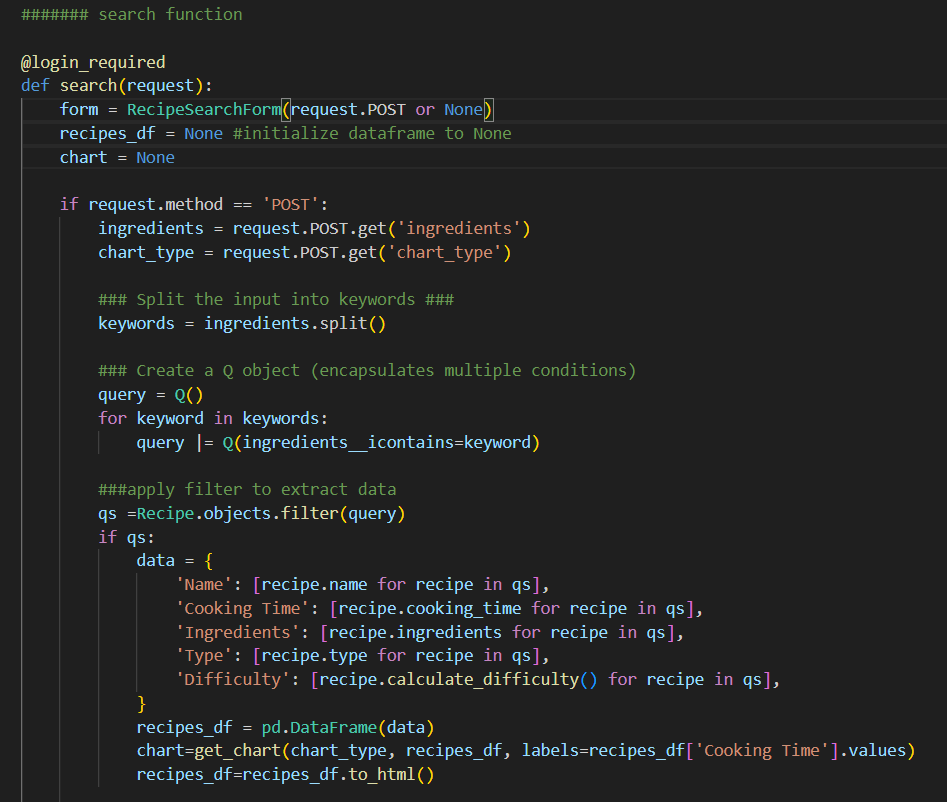 ####### search function
@login_required
def search(request):
form = RecipeSearchForm(request.POST or None)
recipes_df = None #initialize dataframe to None
chart = None
if request.method == 'POST':
ingredients = request.POST.get('ingredients')
chart_type = request.POST.get('chart_type')
### Split the input into keywords ###
keywords = ingredients.split()
### Create a Q object (encapsulates multiple conditions)
query = Q()
for keyword in keywords:
query |= Q(ingredients__icontains=keyword)
###apply filter to extract data
qs =Recipe.objects.filter(query)
if qs:
data = {
'Name': [recipe.name for recipe in qs],
'Cooking Time': [recipe.cooking_time for recipe in qs],
'Ingredients': [recipe.ingredients for recipe in qs],
'Type': [recipe.type for recipe in qs],
'Difficulty': [recipe.calculate_difficulty() for recipe in qs],
}
recipes_df = pd.DataFrame(data)
chart=get_chart(chart_type, recipes_df, labels=recipes_df['Cooking Time'].values)
recipes_df=recipes_df.to_html()